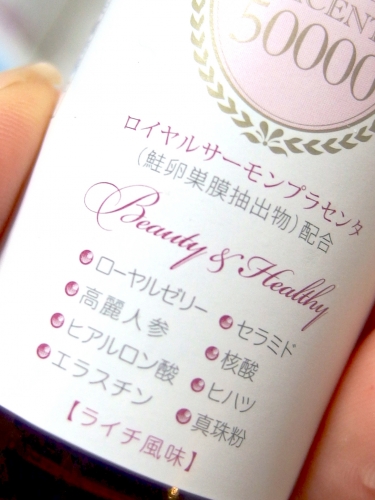 50000
ロイヤルサーモンプラセンタ
(鮭卵巣膜抽出物)配合
Beauty & Healthy
ローヤルゼリー
高麗人参
ヒアルロン酸
エラスチン
セラミド
核酸
ヒハツ
真珠粉
【ライチ風味】